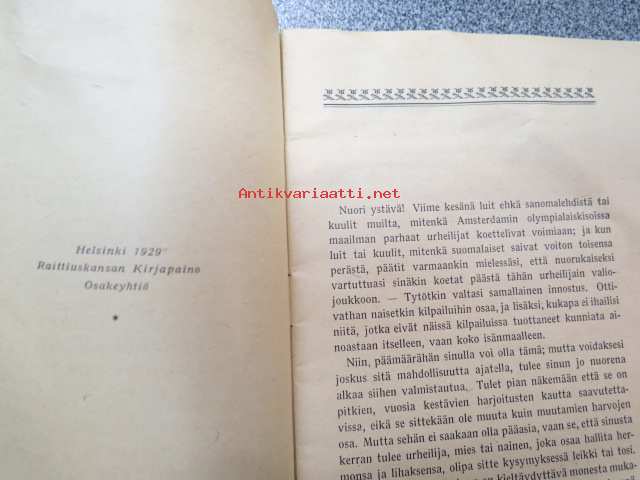 Helsinki 1929
Raittiuskansan Kirjapaino
Osakeyhtiö
Antikvariaatti.net
Nuori ystävä! Viime kesänä luit ehkä sanomalehdistä tai
kuulit muilta, mitenkä Amsterdamin olympialaiskisoissa
maailman parhaat urheilijat koettelivat voimiaan; ja kun
luit tai kuulit, mitenkä suomalaiset saivat voiton toisensa
perästä, päätit varmaankin mielessäsi, että nuorukaiseksi
vartuttuasi sinäkin koetat päästä tähän urheilijain valio-
joukkoon. — Tytötkin valtasi samallainen innostus. Otti-
vathan naisetkin kilpailuihin osaa, ja lisäksi, kukapa ei ihailisi
niitä, jotka eivät näissä kilpailuissa tuottaneet kunniata ai-
noastaan itselleen, vaan koko isänmaalleen.
Niin, päämäärähän sinulla voi olla tämä; mutta voidaksesi
joskus sitä mahdollisuutta ajatella, tulee sinun jo nuorena
alkaa siihen valmistautua. Tulet pian näkemään että se on
pitkien, vuosia kestävien harjoitusten kautta saavutetta-
vissa, eikä se sittekään ole muuta kuin muutamien harvojen
osa. Mutta sehän ei saakaan olla pääasia, vaan se, että sinusta
kerran tulee urheilija, mies tai nainen, joka osaa hallita her-
monsa ja lihaksensa, olipa sitte kysymyksessä leikki tai tosi.
on kieltäydyttävä monesta muka-